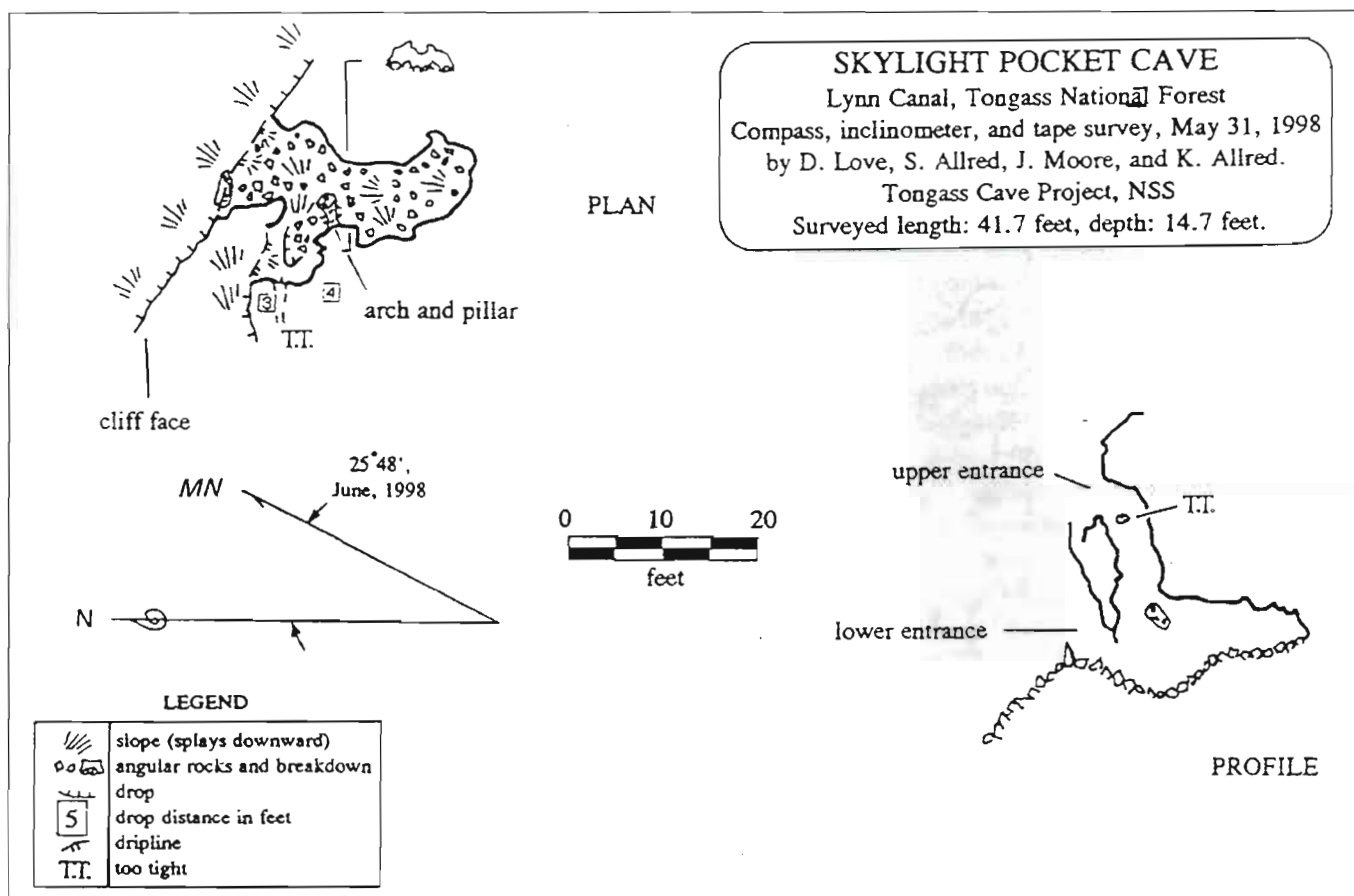 SKYLIGHT POCKET CAVE
Lynn Canal, Tongass National Forest
Compass, inclinometer, and tape survey, May 31, 1998
by D. Love, S. Allred, J. Moore, and K. Allred.
Tongass Cave Project, NSS
Surveyed length: 41.7 feet, depth: 14.7 feet.
PLAN
3
4
arch and pillar
T.T.
cliff face
25°48',
June, 1998
MN
N
0 10 20
feet
upper entrance
T.T.
lower entrance
PROFILE
LEGEND
slope (splays downward)
angular rocks and breakdown
drop
5 drop distance in feet
dripline
T.T. too tight